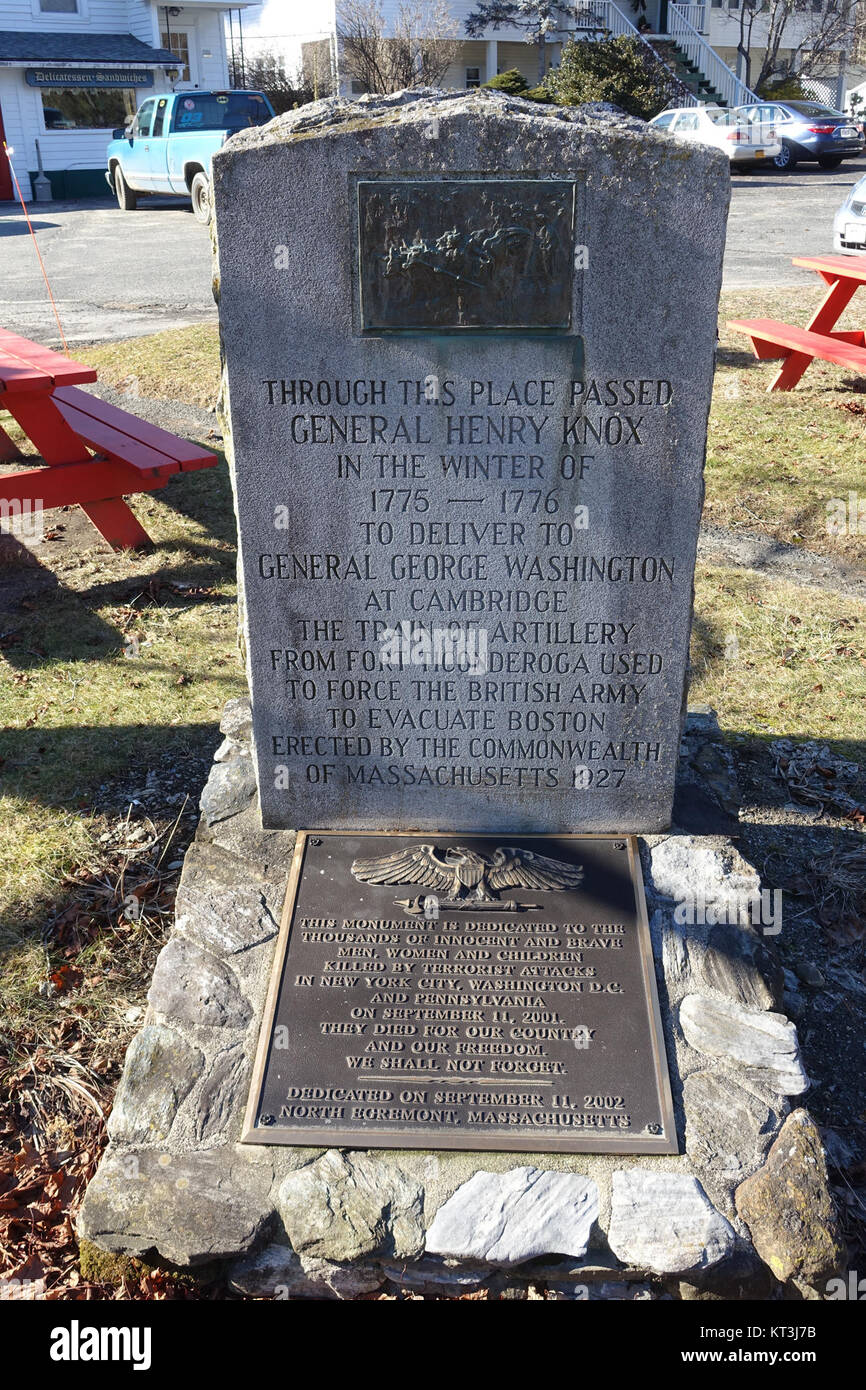 DELICATESSEN·SANDWICHES
THROUGH THIS PLACE PASSED
GENERAL HENRY KNOX
IN THE WINTER OF
1775 — 1776
TO DELIVER TO
GENERAL GEORGE WASHINGTON
AT CAMBRIDGE
THE TRAIN OF ARTILLERY
FROM FORT TICONDEROGA USED
TO FORCE THE BRITISH ARMY
TO EVACUATE BOSTON
ERECTED BY THE COMMONWEALTH
OF MASSACHUSETTS 1927
THIS MONUMENT IS DEDICATED TO THE
THOUSANDS OF INNOCENT AND BRAVE
MEN, WOMEN AND CHILDREN
KILLED BY TERRORIST ATTACKS
IN NEW YORK CITY, WASHINGTON D.C.
AND PENNSYLVANIA
ON SEPTEMBER 11, 2001.
THEY DIED FOR OUR COUNTRY
AND OUR FREEDOM.
WE SHALL NOT FORGET.
DEDICATED ON SEPTEMBER 11, 2002
NORTH EGREMONT, MASSACHUSETTS
alamy
Image ID: KT3J7B
www.alamy.com